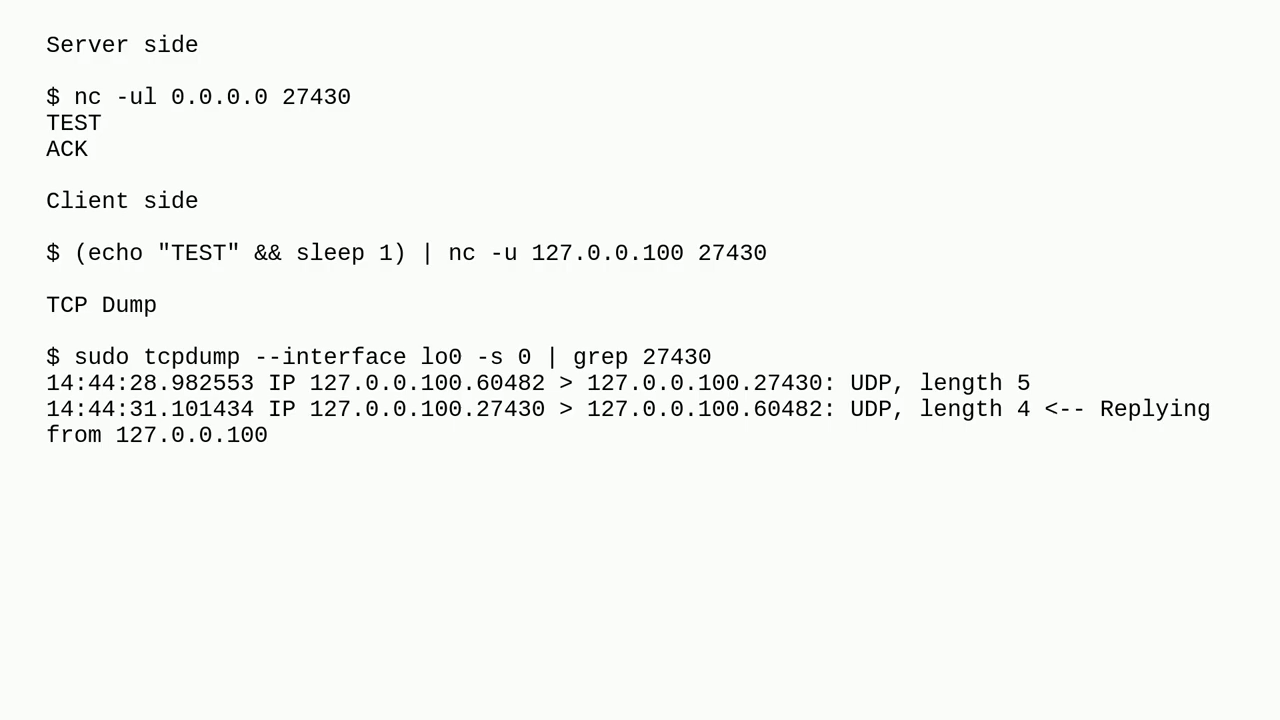 Server side
$ nc -ul 0.0.0.0 27430
TEST
ACK
Client side
$ (echo "TEST" && sleep 1) | nc -u 127.0.0.100 27430
TCP Dump
$ sudo tcpdump --interface lo0 -s 0 | grep 27430
14:44:28.982553 IP 127.0.0.100.60482 > 127.0.0.100.27430: UDP, length 5
14:44:31.101434 IP 127.0.0.100.27430 > 127.0.0.100.60482: UDP, length 4 <-- Replying
from 127.0.0.100